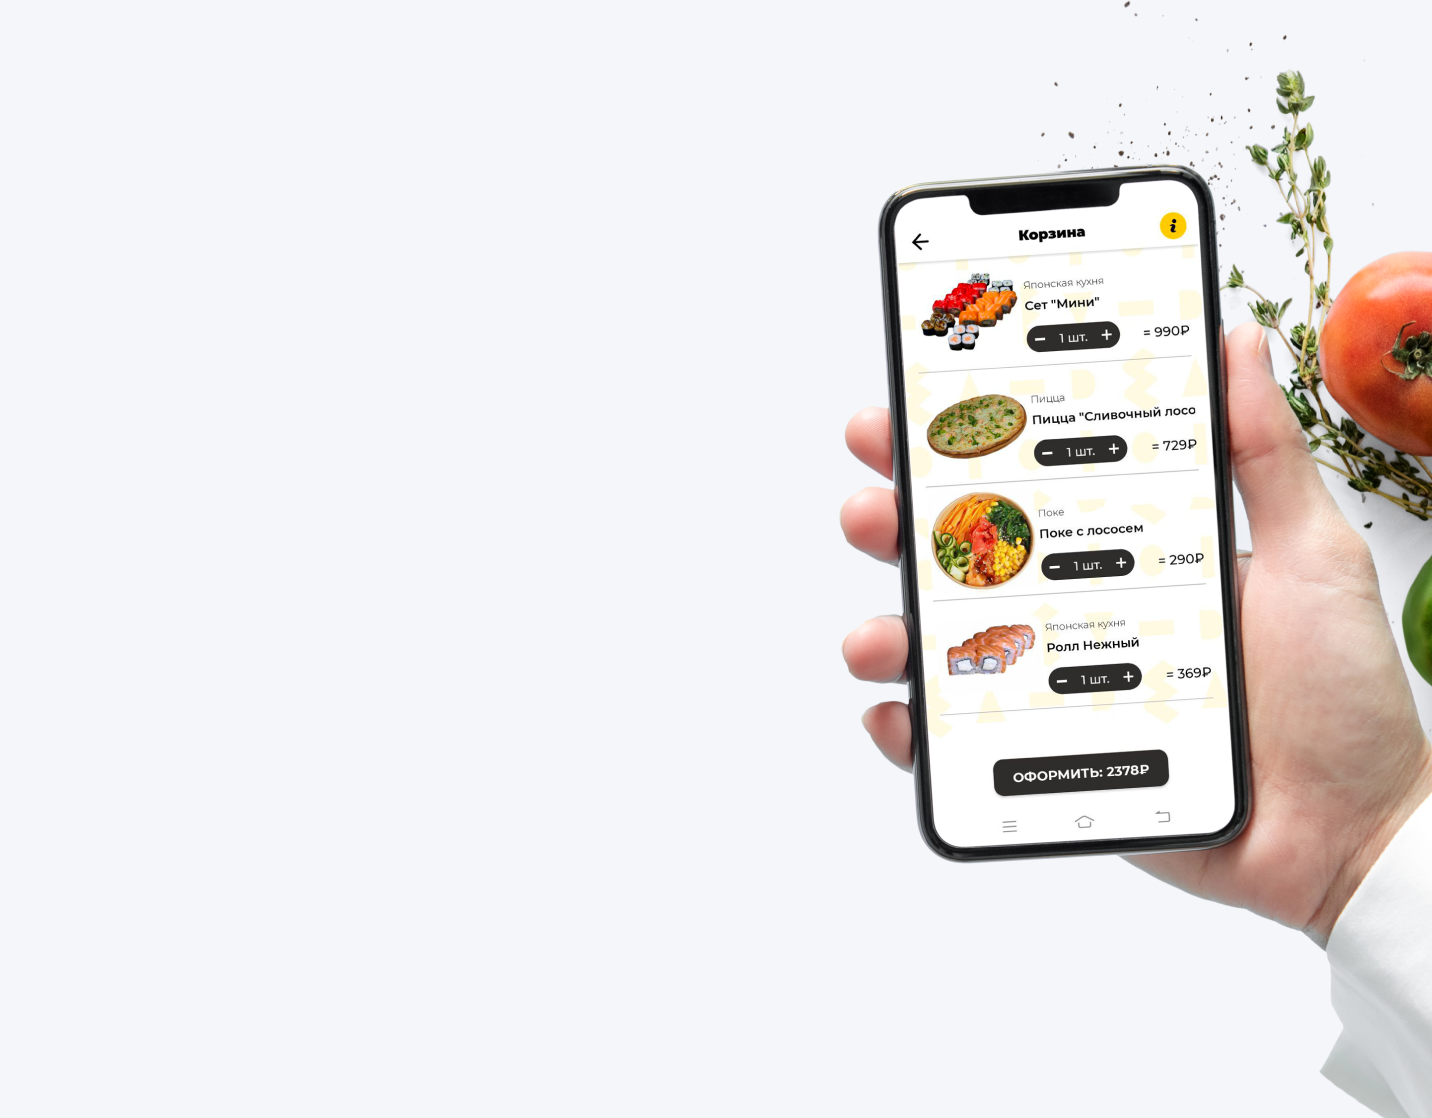 Корзина
Японская кухня
Сет "Мини"
1 шт.
= 990₽
Пицца
Пицца "Сливочный лосо
1 шт.
= 729₽
Поке
Поке с лососем
1 шт.
= 290₽
Японская кухня
Ролл Нежный
1 шт.
= 369₽
ОФОРМИТЬ: 2378₽